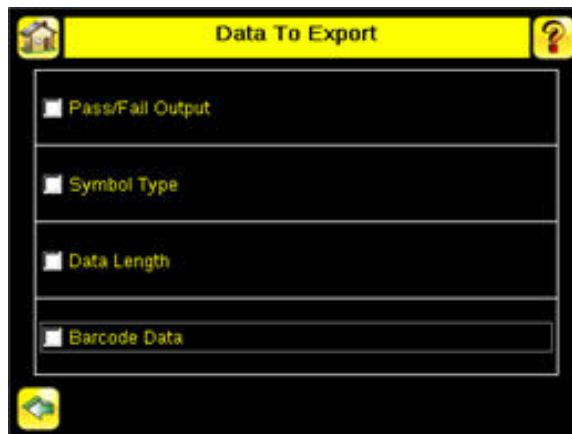 Data To Export
Pass/Fail Output
Symbol Type
Data Length
Barcode Data